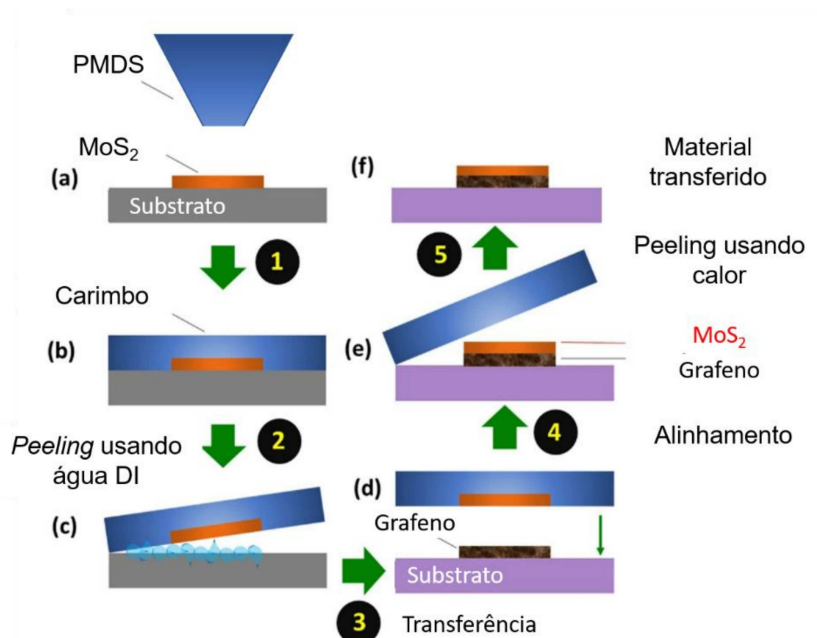 PMDS
MoS₂
(a)
Substrato
1
Carimbo
(b)
2
Peeling usando
água DI
(c)
3
Transferência
(d)
Grafeno
Substrato
4
Alinhamento
(e)
MoS₂
Grafeno
Peeling usando
calor
5
(f)
Material
transferido